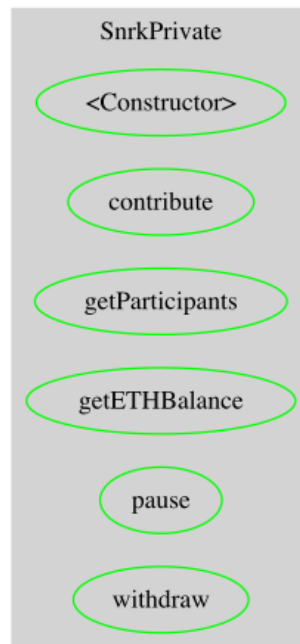 SnrkPrivate
<Constructor>
contribute
getParticipants
getETHBalance
pause
withdraw